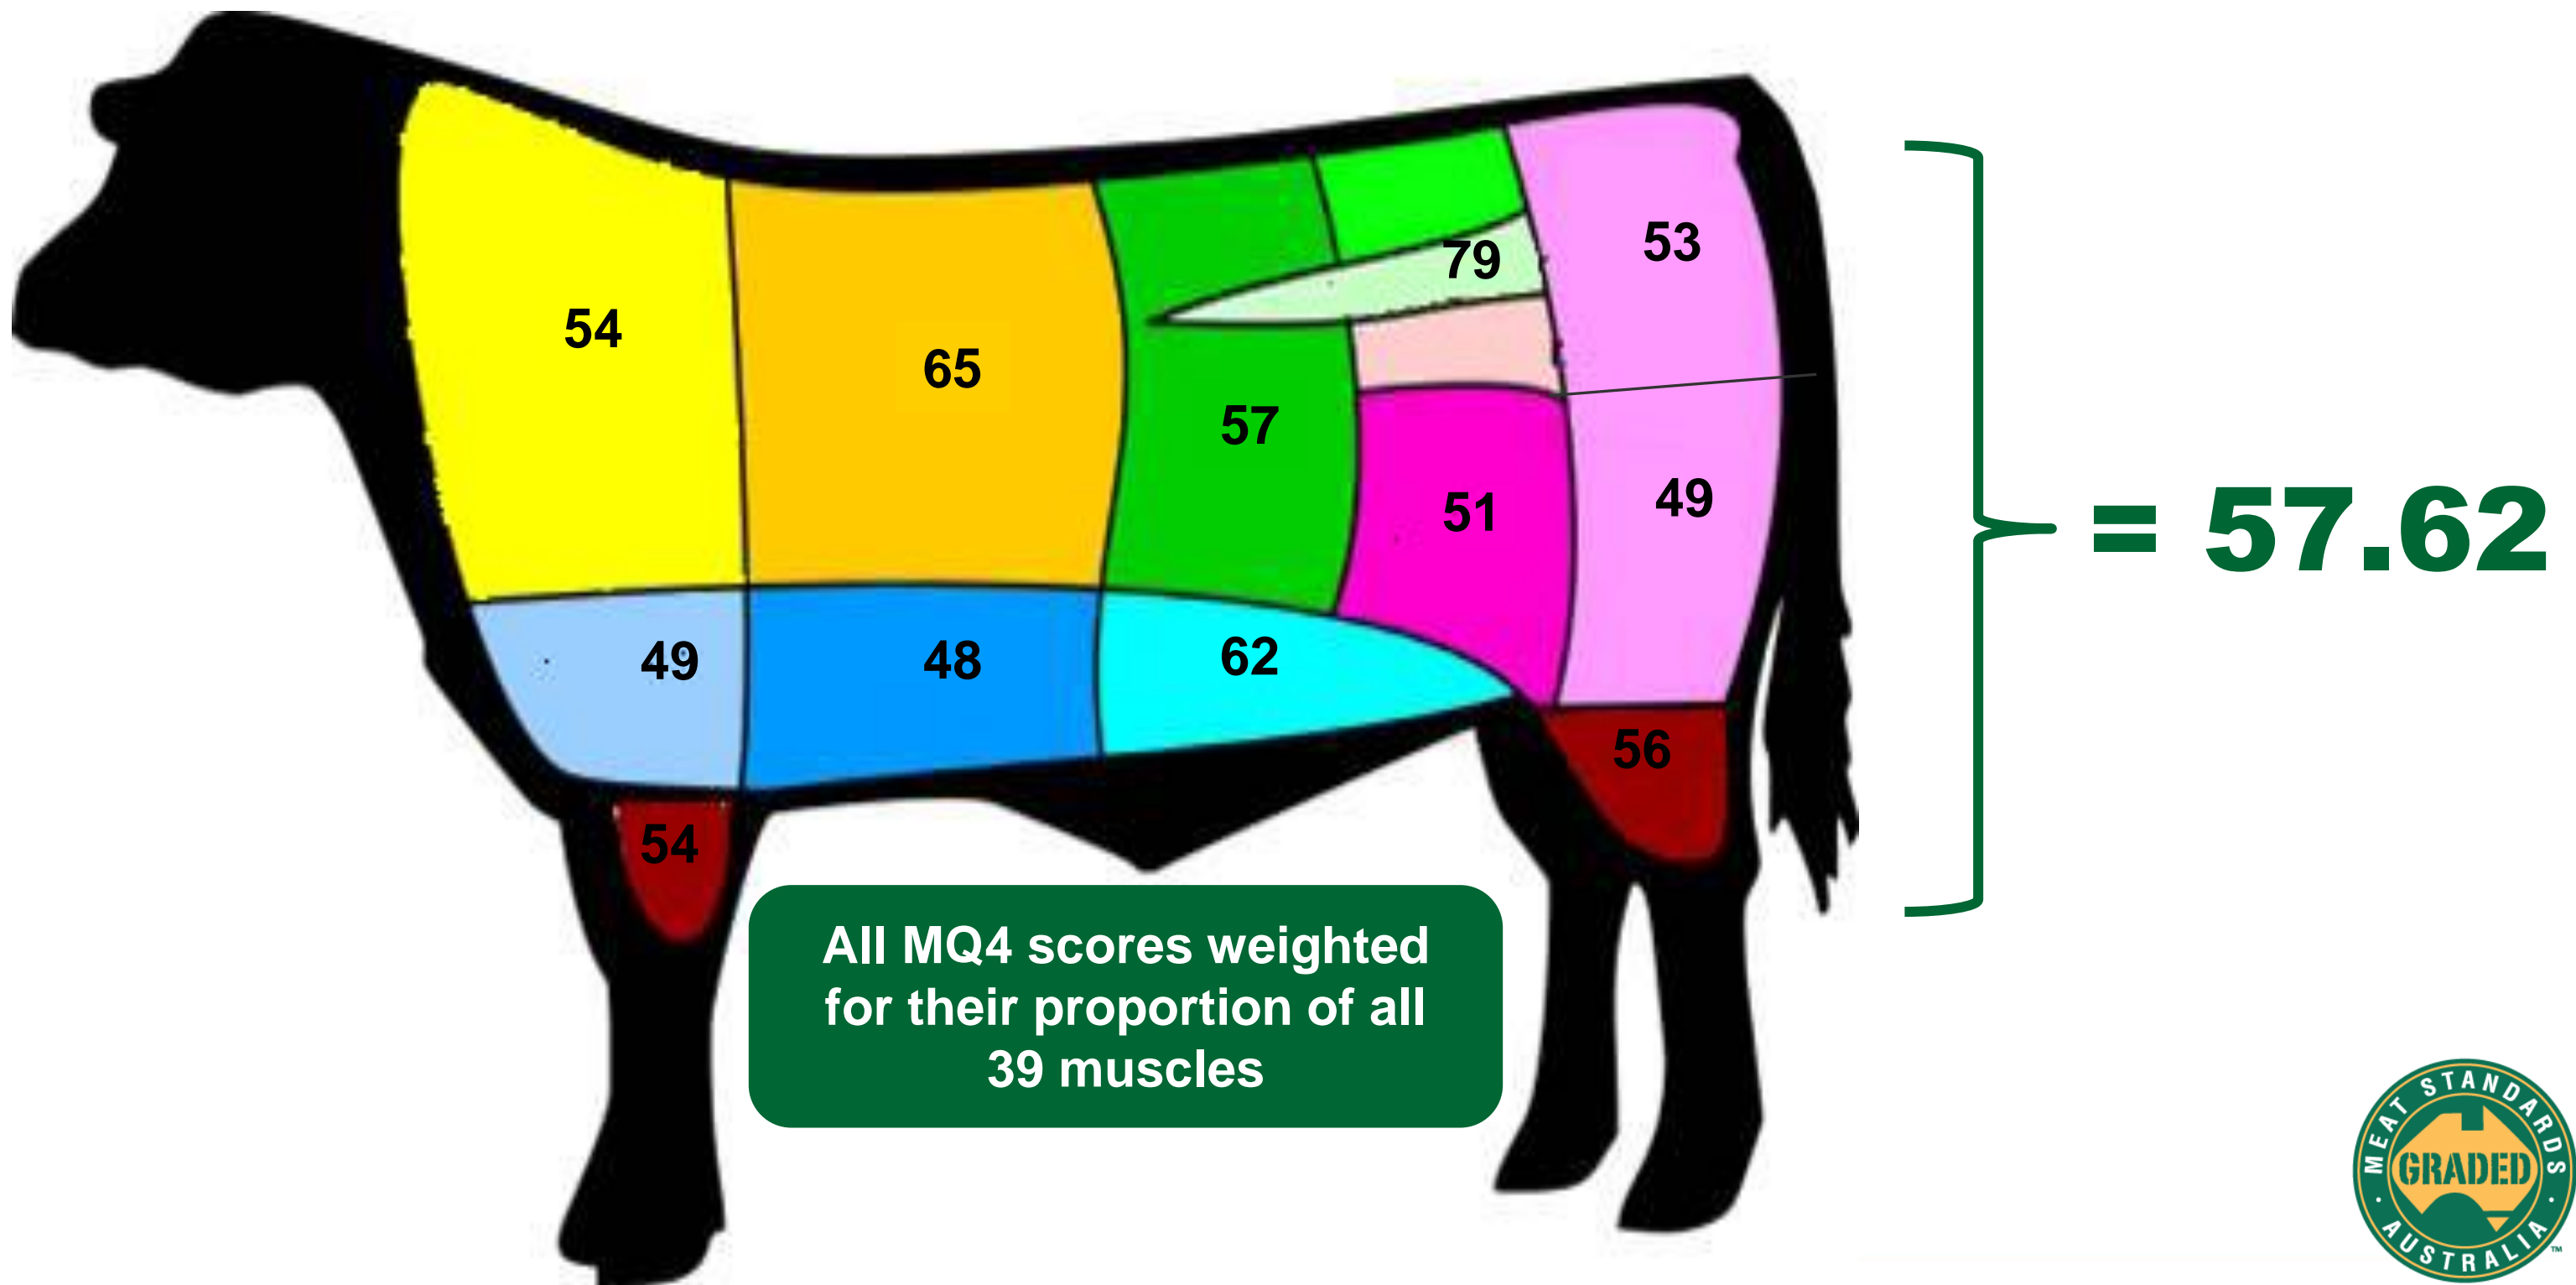 54
65
79
53
57
51
49
49
48
62
56
54
= 57.62
All MQ4 scores weighted
for their proportion of all
39 muscles
MEAT STANDARDS
GRADED
AUSTRALIA
TM